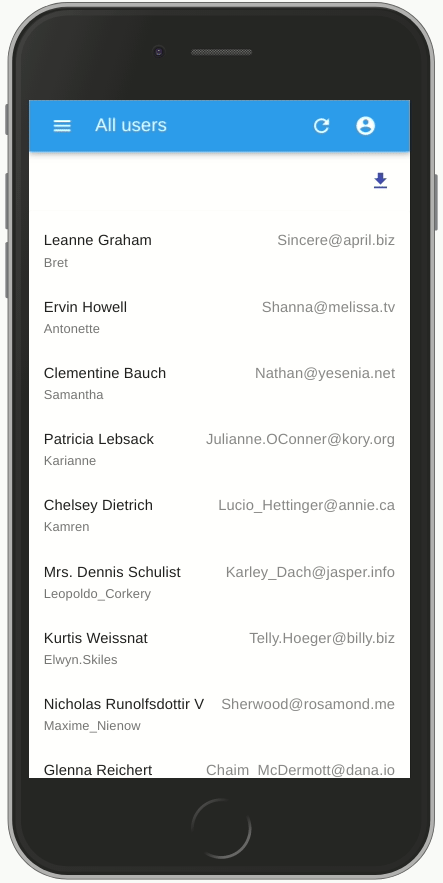 All users
Leanne Graham Sincere@april.biz
Bret
Ervin Howell Shanna@melissa.tv
Antonette
Clementine Bauch Nathan@yesenia.net
Samantha
Patricia Lebsack Julianne.OConner@kory.org
Karianne
Chelsey Dietrich Lucio_Hettinger@annie.ca
Kamren
Mrs. Dennis Schulist Karley_Dach@jasper.info
Leopoldo_Corkery
Kurtis Weissnat Telly.Hoeger@billy.biz
Elwyn.Skiles
Nicholas Runolfsdottir V Sherwood@rosamond.me
Maxime_Nienow
Glenna Reichert Chaim_McDermott@dana.io